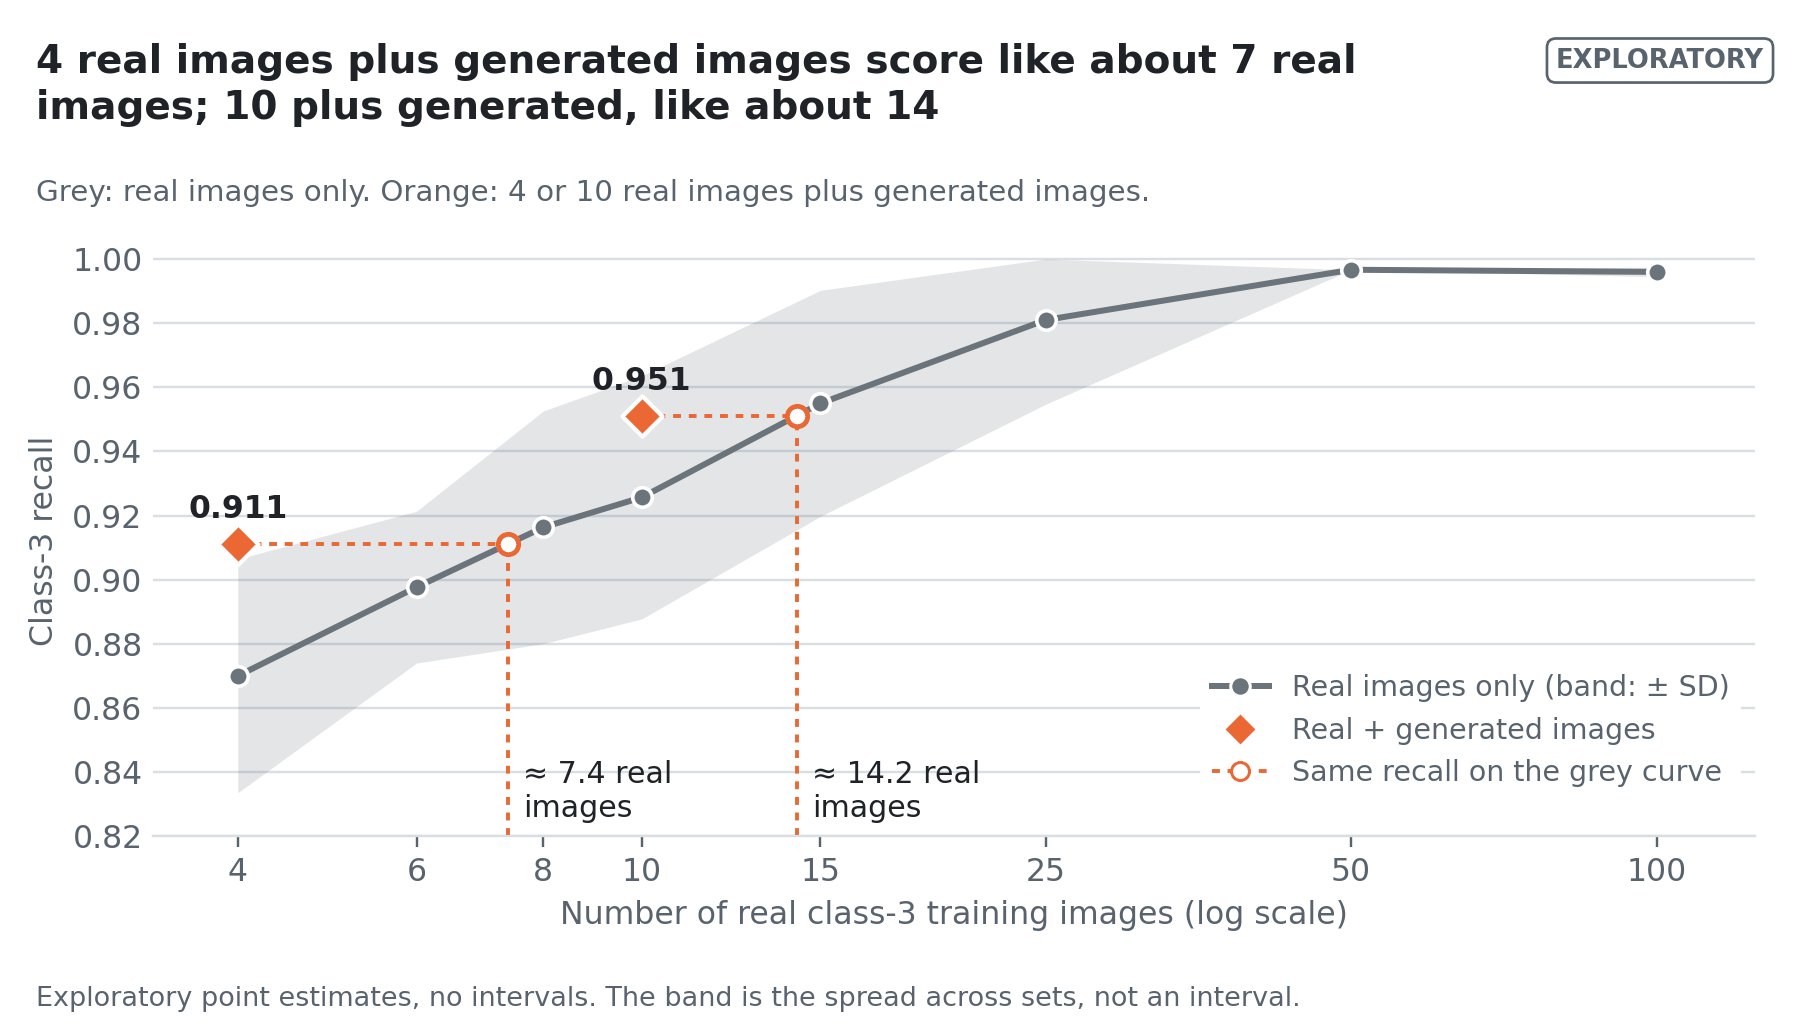 4 real images plus generated images score like about 7 real
images; 10 plus generated, like about 14
EXPLORATORY
Grey: real images only. Orange: 4 or 10 real images plus generated images.
1.00
0.98
0.96
0.94
0.92
0.90
0.88
0.86
0.84
0.82
Class-3 recall
0.911
0.951
≈ 7.4 real
images
≈ 14.2 real
images
Real images only (band: ± SD)
Real + generated images
Same recall on the grey curve
4
6
8
10
15
25
50
100
Number of real class-3 training images (log scale)
Exploratory point estimates, no intervals. The band is the spread across sets, not an interval.